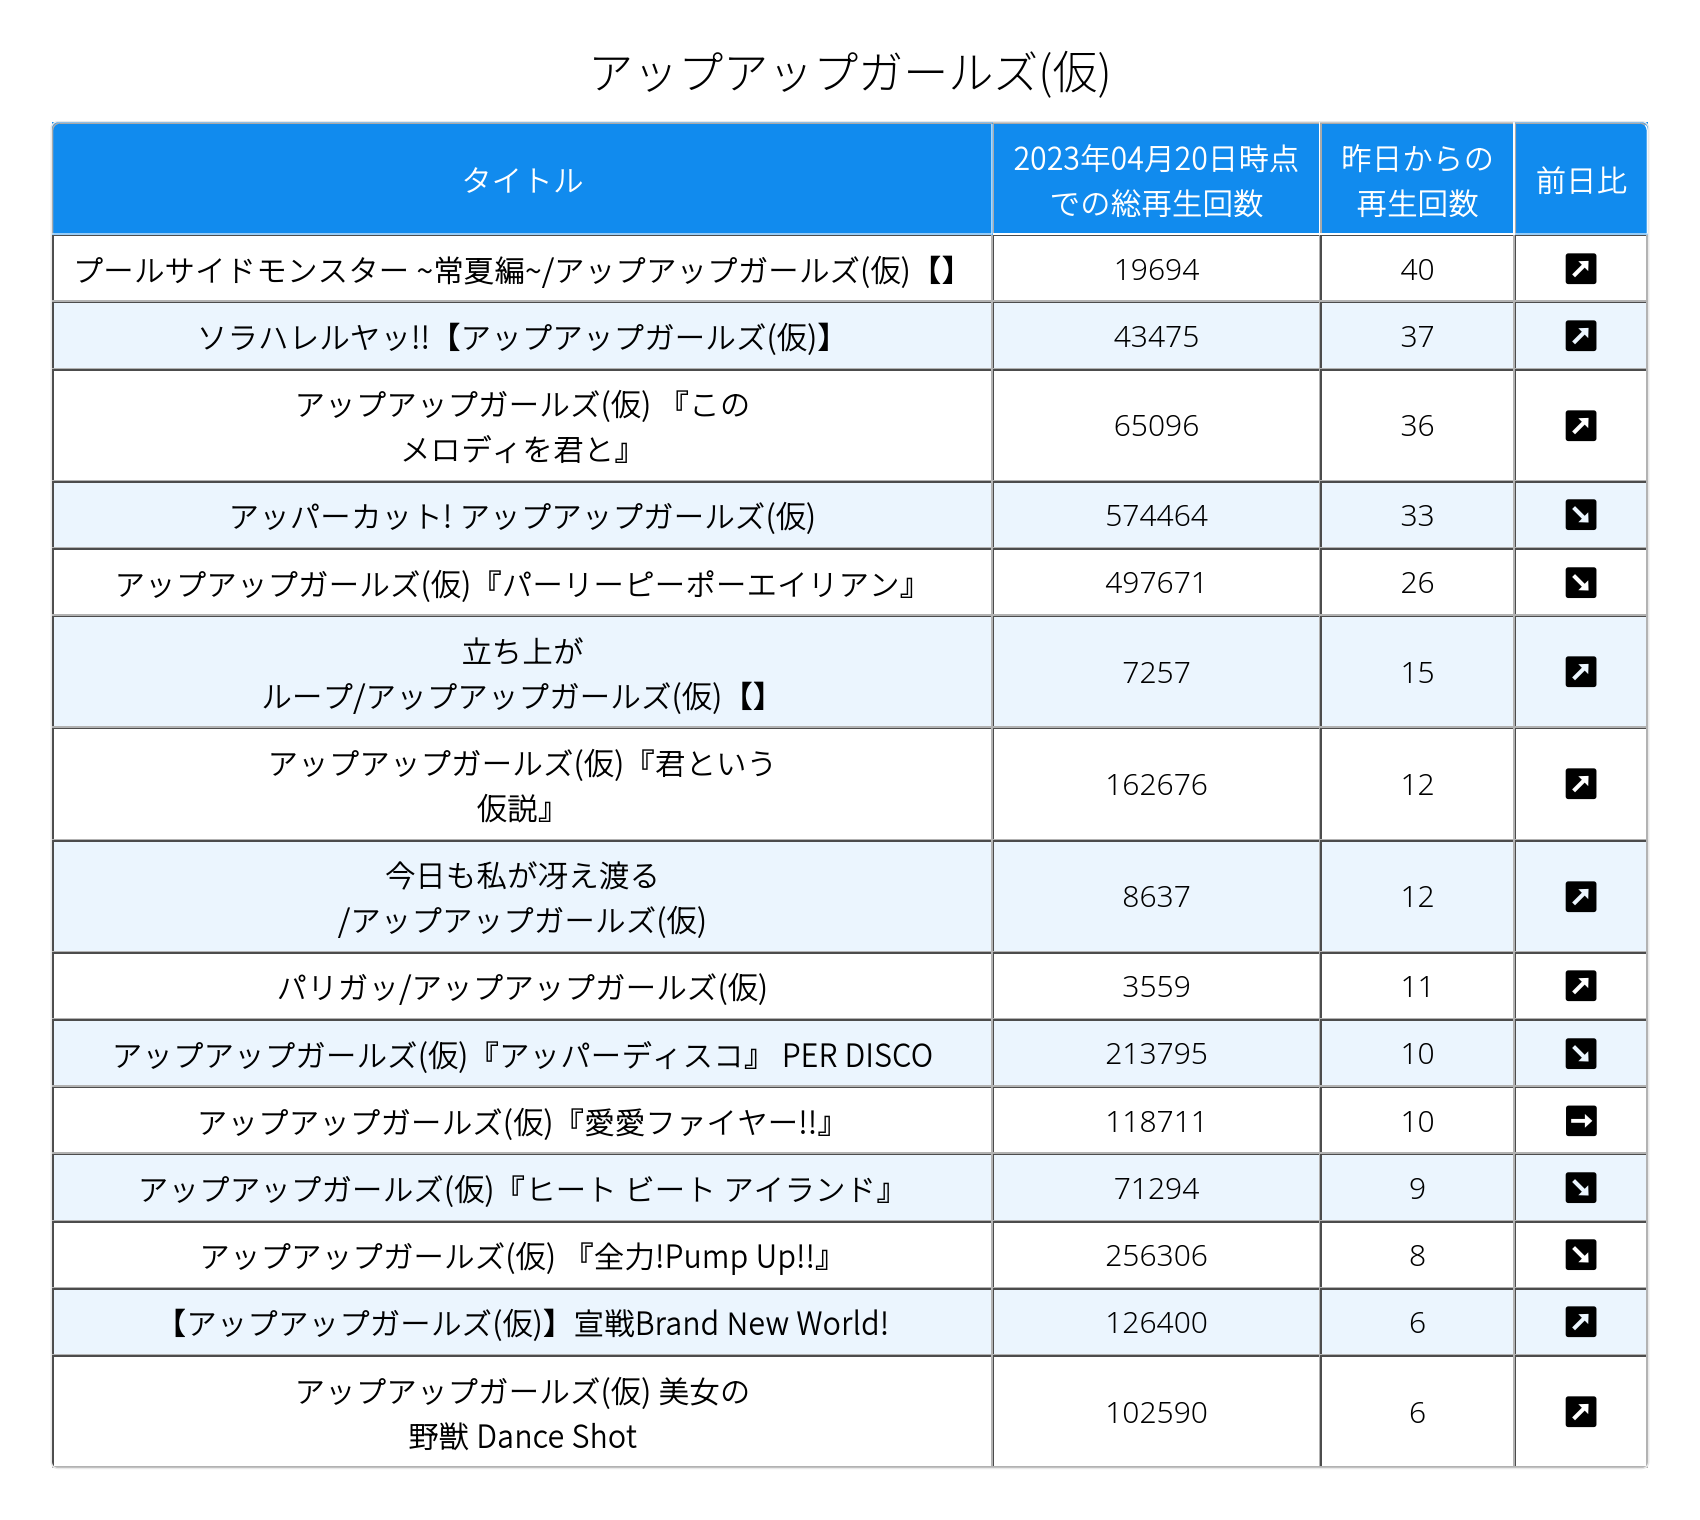 アップアップガールズ(仮)
タイトル
2023年04月20日時点
での総再生回数
昨日からの
再生回数
前日比
プールサイドモンスター ~常夏編~/アップアップガールズ(仮)【】
19694
40
ソラハレルヤッ!!【アップアップガールズ(仮)】
43475
37
アップアップガールズ(仮) 『この
メロディを君と』
65096
36
アッパーカット! アップアップガールズ(仮)
574464
33
アップアップガールズ(仮)『パーリーピーポーエイリアン』
497671
26
立ち上が
ループ/アップアップガールズ(仮)【】
7257
15
アップアップガールズ(仮)『君という
仮説』
162676
12
今日も私が冴え渡る
/アップアップガールズ(仮)
8637
12
パリガッ/アップアップガールズ(仮)
3559
11
アップアップガールズ(仮)『アッパーディスコ』 PER DISCO
213795
10
アップアップガールズ(仮)『愛愛ファイヤー!!』
118711
10
アップアップガールズ(仮)『ヒート ビート アイランド』
71294
9
アップアップガールズ(仮) 『全力!Pump Up!!』
256306
8
【アップアップガールズ(仮)】宣戦Brand New World!
126400
6
アップアップガールズ(仮) 美女の
野獣 Dance Shot
102590
6